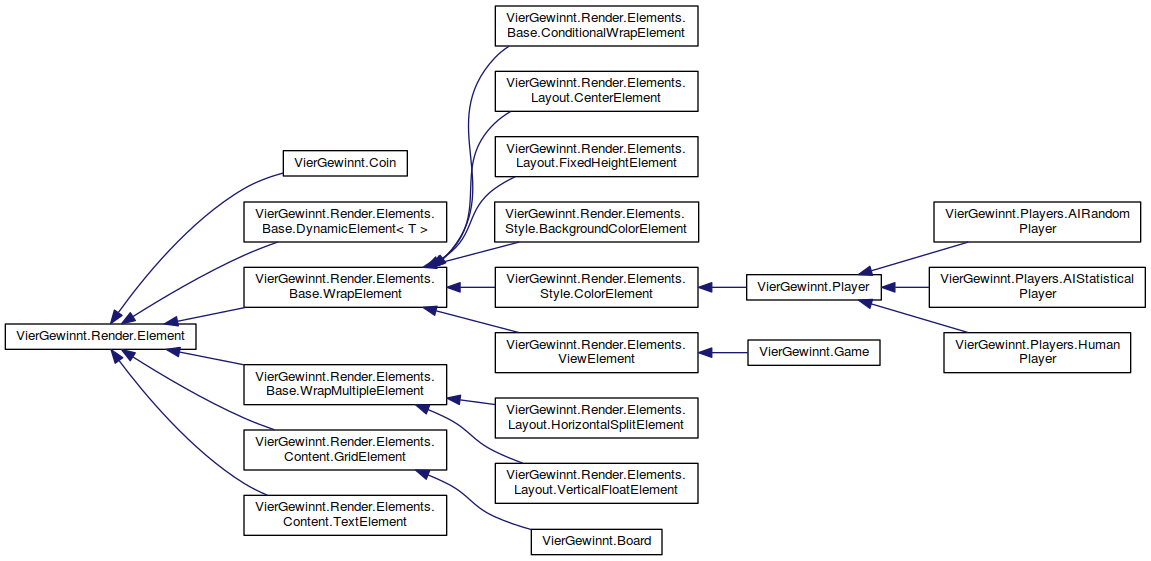 VierGewinnt.Render.Element
VierGewinnt.Coin
VierGewinnt.Render.Elements.
Base.DynamicElement< T >
VierGewinnt.Render.Elements.
Base.WrapElement
VierGewinnt.Render.Elements.
Base.WrapMultipleElement
VierGewinnt.Render.Elements.
Content.GridElement
VierGewinnt.Render.Elements.
Content.TextElement
VierGewinnt.Render.Elements.
Base.ConditionalWrapElement
VierGewinnt.Render.Elements.
Layout.CenterElement
VierGewinnt.Render.Elements.
Layout.FixedHeightElement
VierGewinnt.Render.Elements.
Style.BackgroundColorElement
VierGewinnt.Render.Elements.
Style.ColorElement
VierGewinnt.Render.Elements.
ViewElement
VierGewinnt.Render.Elements.
Layout.HorizontalSplitElement
VierGewinnt.Render.Elements.
Layout.VerticalFloatElement
VierGewinnt.Board
VierGewinnt.Player
VierGewinnt.Game
VierGewinnt.Players.AIRandom
Player
VierGewinnt.Players.AIStatistical
Player
VierGewinnt.Players.Human
Player